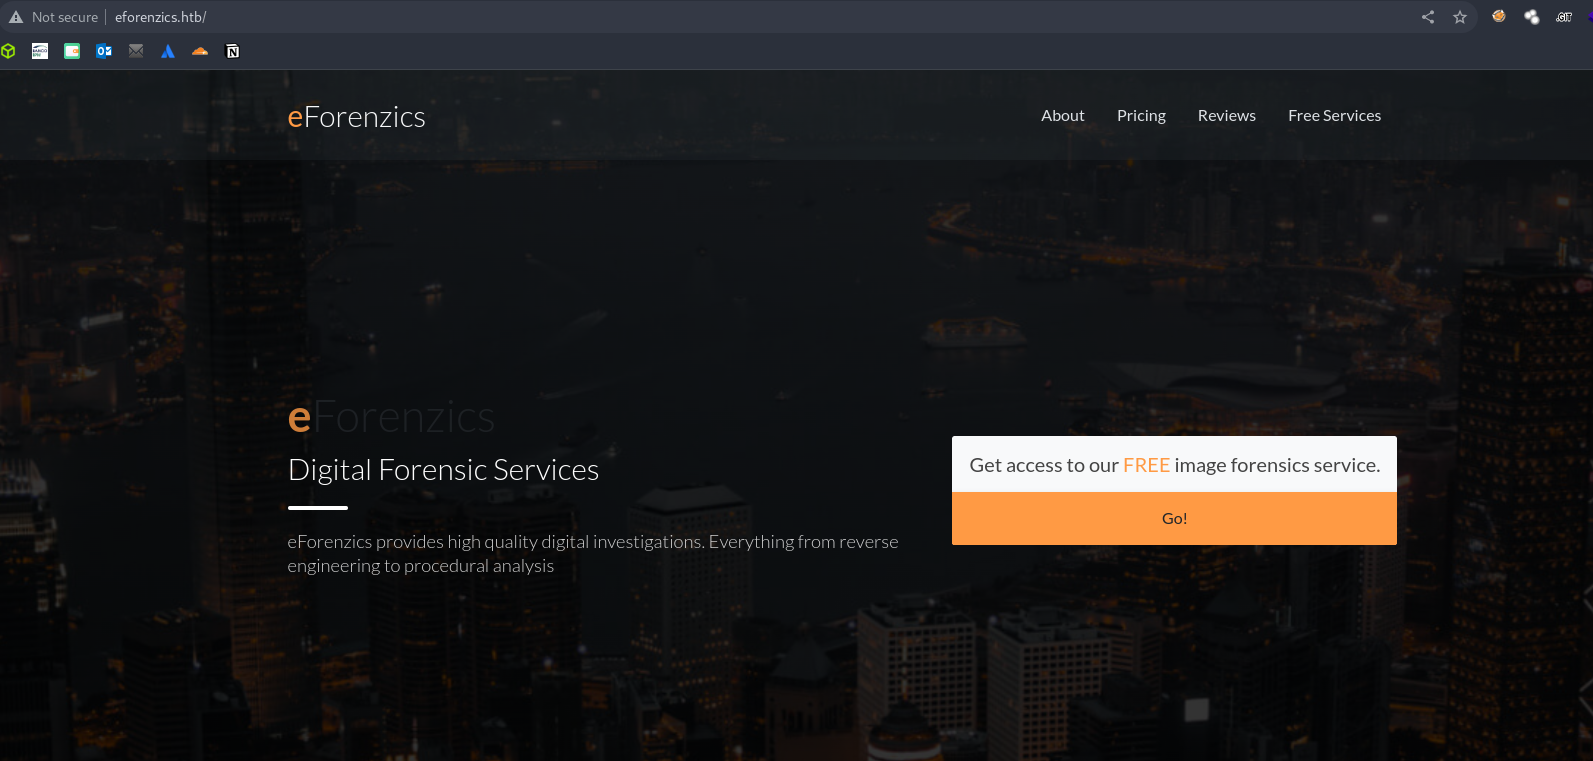 Not secure
eforenzics.htb/
eForenzics
About Pricing Reviews Free Services
eForenzics
Digital Forensic Services
eForenzics provides high quality digital investigations. Everything from reverse
engineering to procedural analysis
Get access to our FREE image forensics service.
Go!